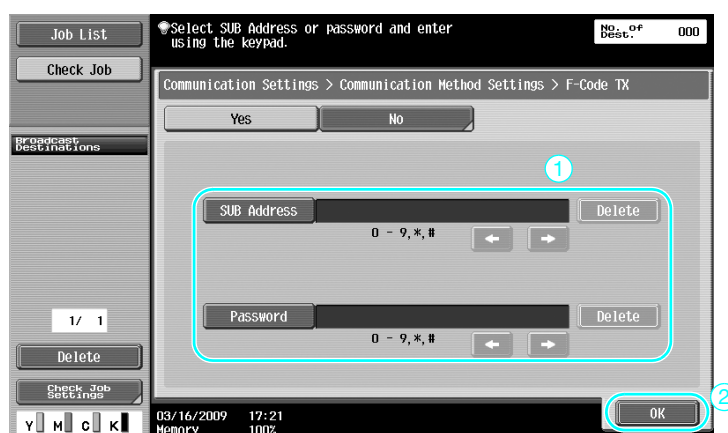 Job List
Check Job
Broadcast
Destinations
1/ 1
Delete
Check Job
Settings
Y M C K
Select SUB Address or password and enter
using the keypad.
No. of
Dest.
000
Communication Settings > Communication Method Settings > F-Code TX
Yes
No
1
SUB Address
Delete
0 - 9,*,#
← →
Password
Delete
0 - 9,*,#
← →
03/16/2009 17:21
Memory 100%
OK
2